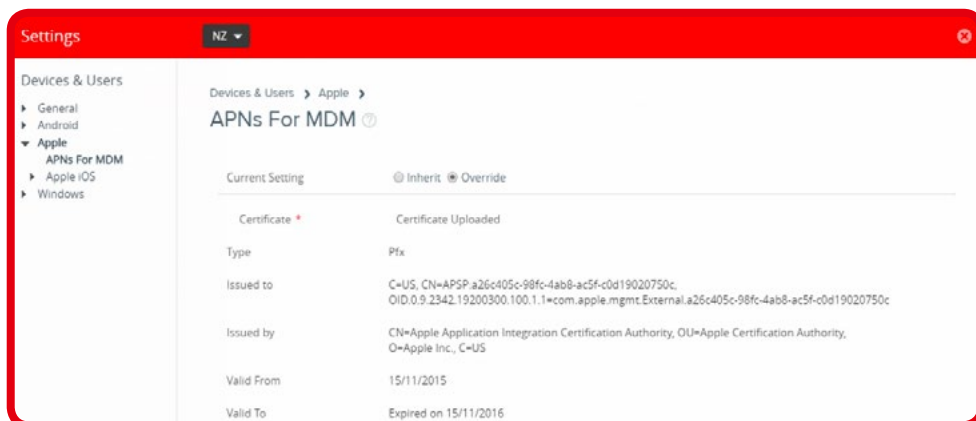 Settings
NZ
Devices & Users
General
Android
Apple
APNs For MDM
Apple iOS
Windows
Devices & Users > Apple >
APNs For MDM
Current Setting
Inherit Override
Certificate * Certificate Uploaded
Type Pfx
Issued to C=US, CN=APSP:a26c405c-98fc-4ab8-ac5f-c0d19020750c,
OID.0.9.2342.19200300.100.1.1=com.apple.mgmt.External.a26c405c-98fc-4ab8-ac5f-c0d19020750c
Issued by CN=Apple Application Integration Certification Authority, OU=Apple Certification Authority,
O=Apple Inc., C=US
Valid From 15/11/2015
Valid To Expired on 15/11/2016